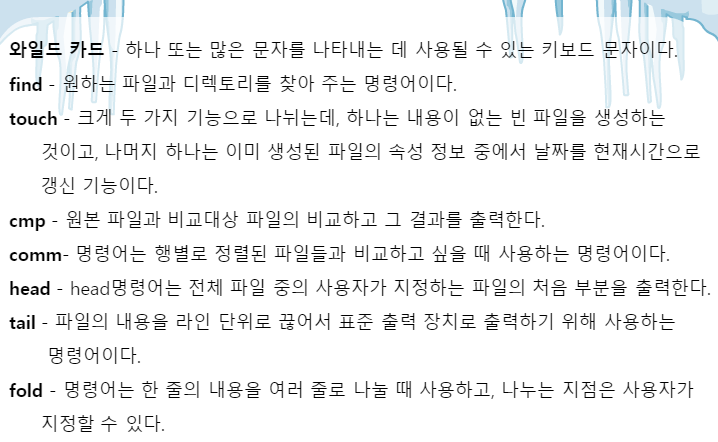 와일드 카드 - 하나 또는 많은 문자를 나타내는 데 사용될 수 있는 키보드 문자이다.
find - 원하는 파일과 디렉토리를 찾아 주는 명령어이다.
touch - 크게 두 가지 기능으로 나뉘는데, 하나는 내용이 없는 빈 파일을 생성하는
것이고, 나머지 하나는 이미 생성된 파일의 속성 정보 중에서 날짜를 현재시간으로
갱신 기능이다.
cmp - 원본 파일과 비교대상 파일의 비교하고 그 결과를 출력한다.
comm- 명령어는 행별로 정렬된 파일들과 비교하고 싶을 때 사용하는 명령어이다.
head - head명령어는 전체 파일 중의 사용자가 지정하는 파일의 처음 부분을 출력한다.
tail - 파일의 내용을 라인 단위로 끊어서 표준 출력 장치로 출력하기 위해 사용하는
명령어이다.
fold - 명령어는 한 줄의 내용을 여러 줄로 나눌 때 사용하고, 나누는 지점은 사용자가
지정할 수 있다.